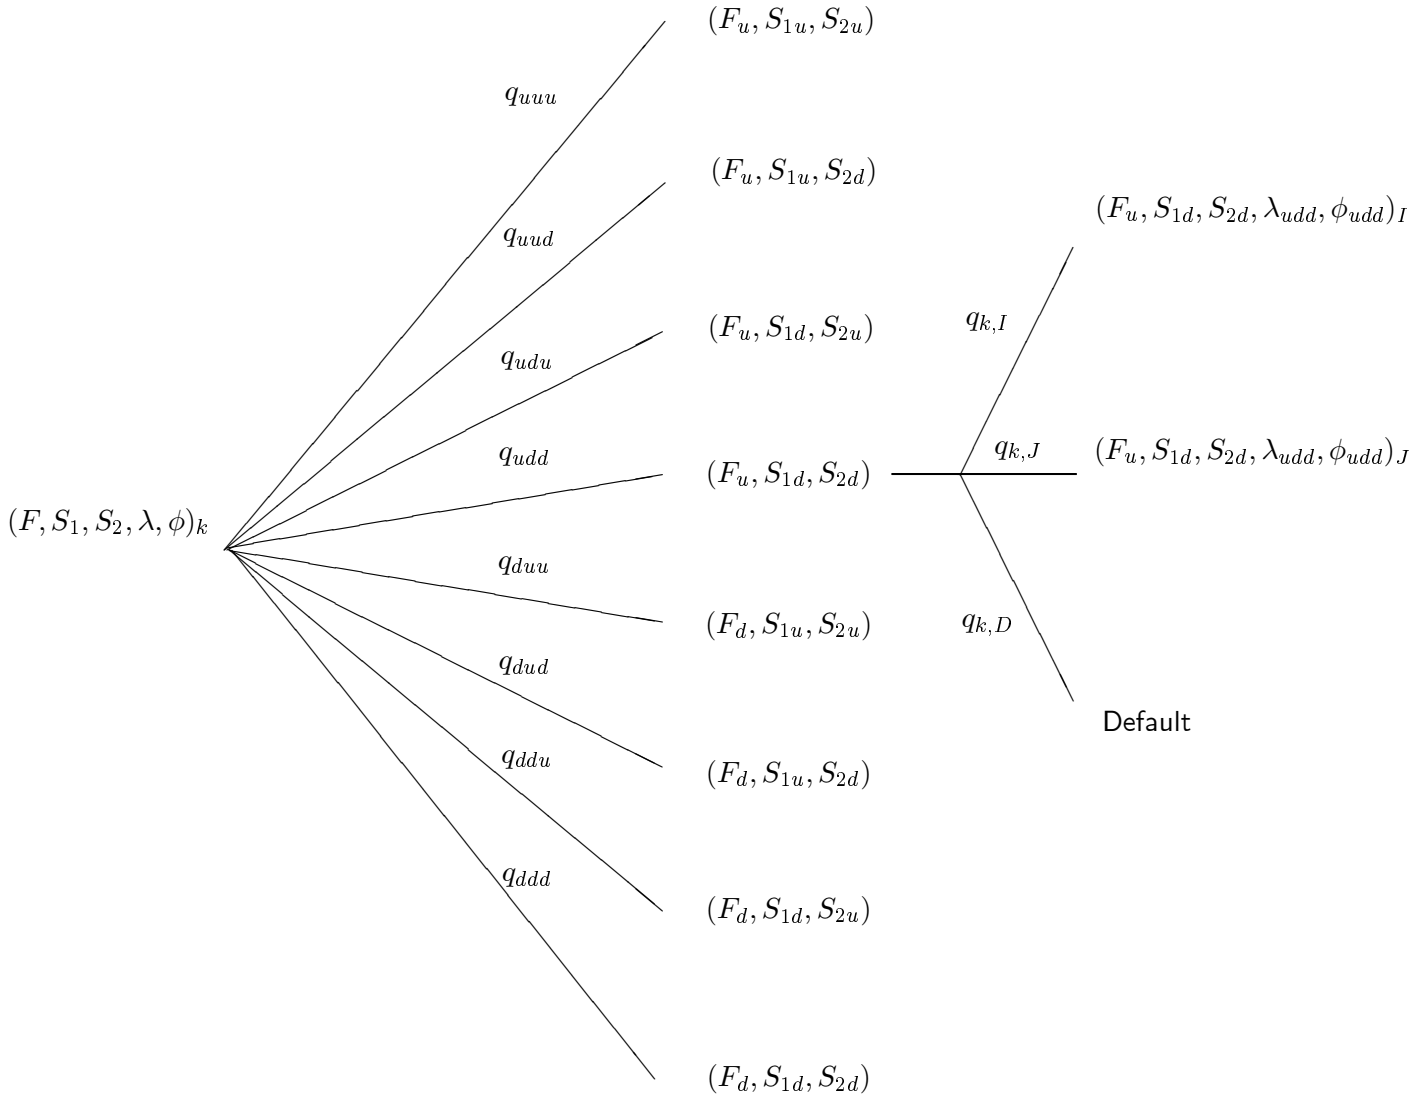 (F_u, S_{1u}, S_{2u})
q_{uuu}
(F_u, S_{1u}, S_{2d})
(F_u, S_{1d}, S_{2d}, λ_{udd}, ϕ_{udd})_I
q_{uud}
(F_u, S_{1d}, S_{2u})
q_{k,I}
q_{udu}
q_{udd}
(F_u, S_{1d}, S_{2d})
q_{k,J}
(F_u, S_{1d}, S_{2d}, λ_{udd}, ϕ_{udd})_J
(F, S_1, S_2, λ, ϕ)_k
q_{duu}
(F_d, S_{1u}, S_{2u})
q_{k,D}
q_{dud}
Default
q_{ddu}
(F_d, S_{1u}, S_{2d})
q_{ddd}
(F_d, S_{1d}, S_{2u})
(F_d, S_{1d}, S_{2d})